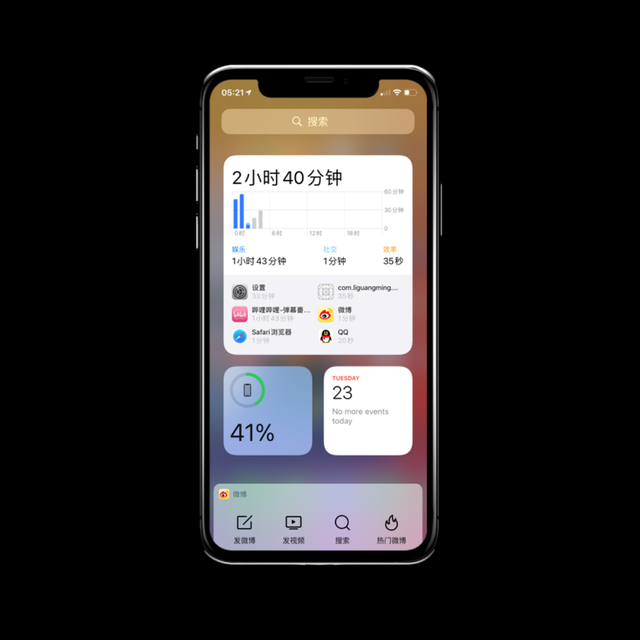 05:21
搜索
2小时40分钟
60分钟
30分钟
0
0时 6时 12时 18时
娱乐 社交 效率
1小时43分钟 1分钟 35秒
设置 com.liguangming....
33分钟 35秒
哔哩哔哩-弹幕番... 微博
1小时43分钟 1分钟
Safari浏览器 QQ
1分钟 20秒
41%
TUESDAY
23
No more events
today
微博
发微博 发视频 搜索 热门微博